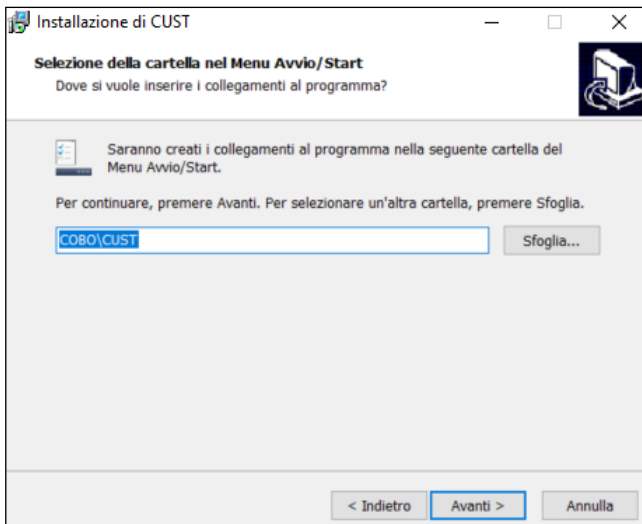 Installazione di CUST
Selezione della cartella nel Menu Avvio/Start
Dove si vuole inserire i collegamenti al programma?
Saranno creati i collegamenti al programma nella seguente cartella del
Menu Avvio/Start.
Per continuare, premere Avanti. Per selezionare un'altra cartella, premere Sfoglia.
COBO\CUST
Sfoglia...
< Indietro
Avanti >
Annulla